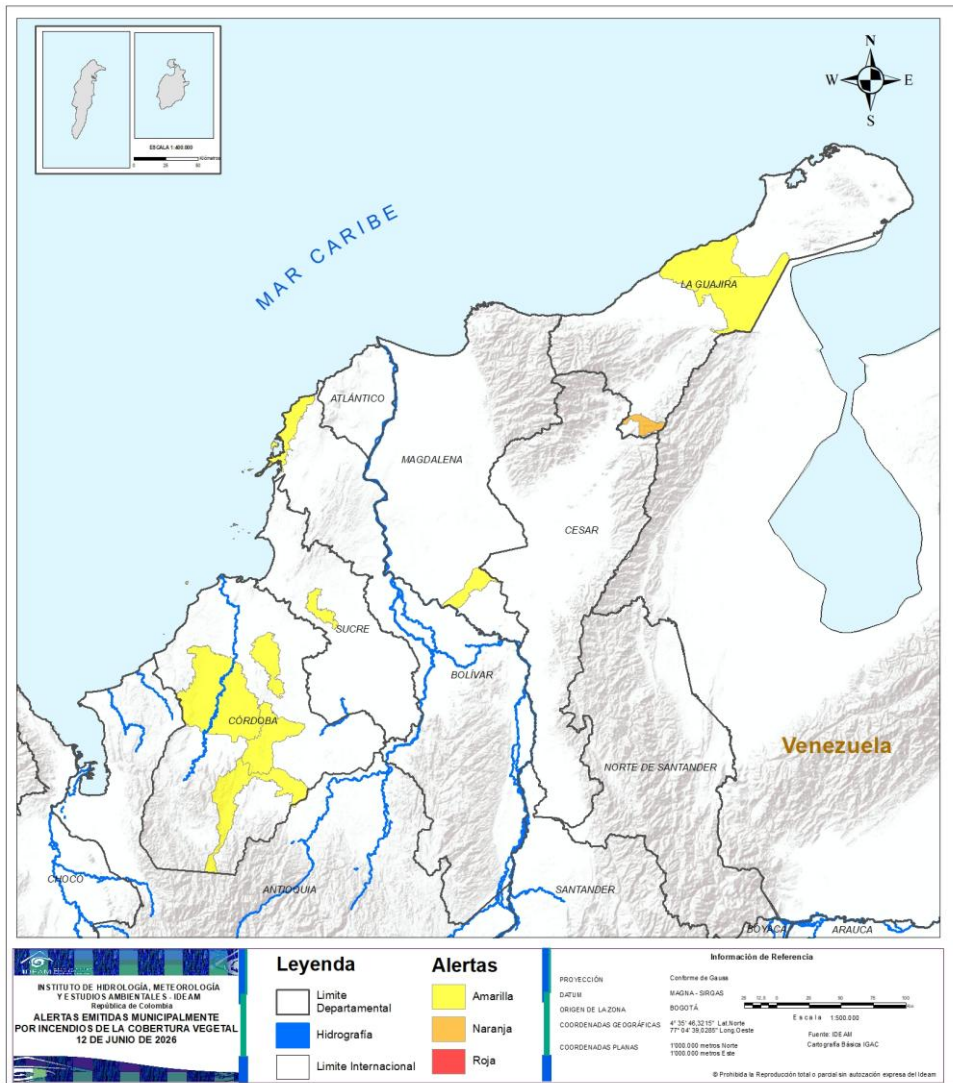 N
W
E
S
ESCALA 1:400.000
MAR CARIBE
LA GUAJIRA
ATLÁNTICO
MAGDALENA
CESAR
SUCRE
BOLÍVAR
CÓRDOBA
Venezuela
NORTE DE SANTANDER
CHOCÓ
ANTIOQUIA
SANTANDER
BOYACÁ
ARAUCA
IDEAM
INSTITUTO DE HIDROLOGÍA, METEOROLOGÍA
Y ESTUDIOS AMBIENTALES - IDEAM
República de Colombia
ALERTAS EMITIDAS MUNICIPALMENTE
POR INCENDIOS DE LA COBERTURA VEGETAL
12 DE JUNIO DE 2026
Leyenda
Limite
Departamental
Hidrografía
Limite Internacional
Alertas
Amarilla
Naranja
Roja
Información de Referencia
PROYECCIÓN
Conforme de Gauss
DATUM
MAGNA - SIRGAS
ORIGEN DE LA ZONA
BOGOTÁ
COORDENADAS GEOGRÁFICAS
4° 35' 46,3215" Lat.Norte
77° 04' 39,0285" Long.Oeste
COORDENADAS PLANAS
1'000.000 metros Norte
1'000.000 metros Este
Escala 1:500.000
Fuente: IDEAM
Cartografía Básica IGAC
© Prohibida la Reproducción total o parcial sin autozación expresa del Ideam